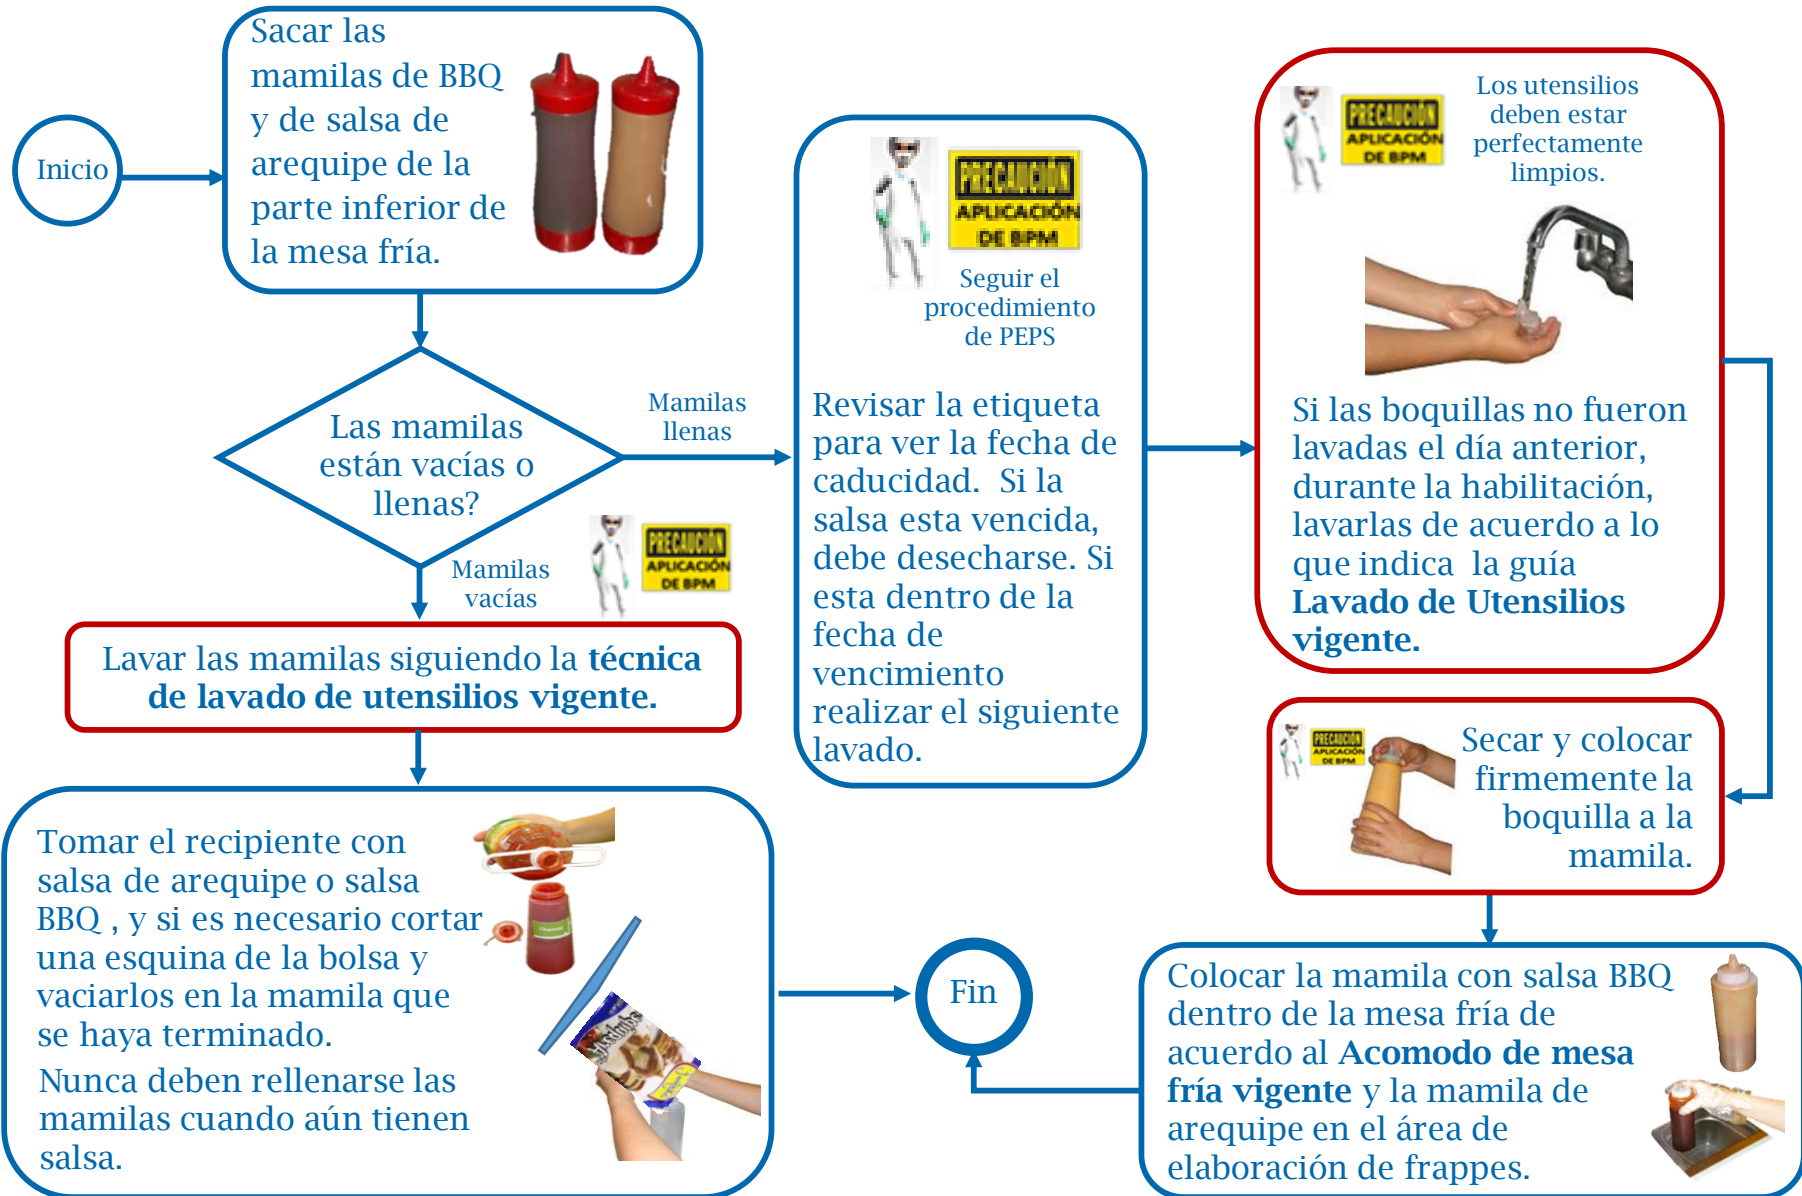 Inicio
Sacar las
mamilas de BBQ
y de salsa de
arequipe de la
parte inferior de
la mesa fría.
Las mamilas
están vacías o
llenas?
Mamilas
llenas
Mamilas
vacías
PRECAUCIÓN
APLICACIÓN
DE BPM
Lavar las mamilas siguiendo la técnica
de lavado de utensilios vigente.
Tomar el recipiente con
salsa de arequipe o salsa
BBQ , y si es necesario cortar
una esquina de la bolsa y
vaciarlos en la mamila que
se haya terminado.
Nunca deben rellenarse las
mamilas cuando aún tienen
salsa.
PRECAUCIÓN
APLICACIÓN
DE BPM
Seguir el
procedimiento
de PEPS
Revisar la etiqueta
para ver la fecha de
caducidad.  Si la
salsa esta vencida,
debe desecharse. Si
esta dentro de la
fecha de
vencimiento
realizar el siguiente
lavado.
PRECAUCIÓN
APLICACIÓN
DE BPM
Los utensilios
deben estar
perfectamente
limpios.
Si las boquillas no fueron
lavadas el día anterior,
durante la habilitación,
lavarlas de acuerdo a lo
que indica  la guía
Lavado de Utensilios
vigente.
PRECAUCIÓN
APLICACIÓN
DE BPM
Secar y colocar
firmemente la
boquilla a la
mamila.
Colocar la mamila con salsa BBQ
dentro de la mesa fría de
acuerdo al Acomodo de mesa
fría vigente y la mamila de
arequipe en el área de
elaboración de frappes.
Fin